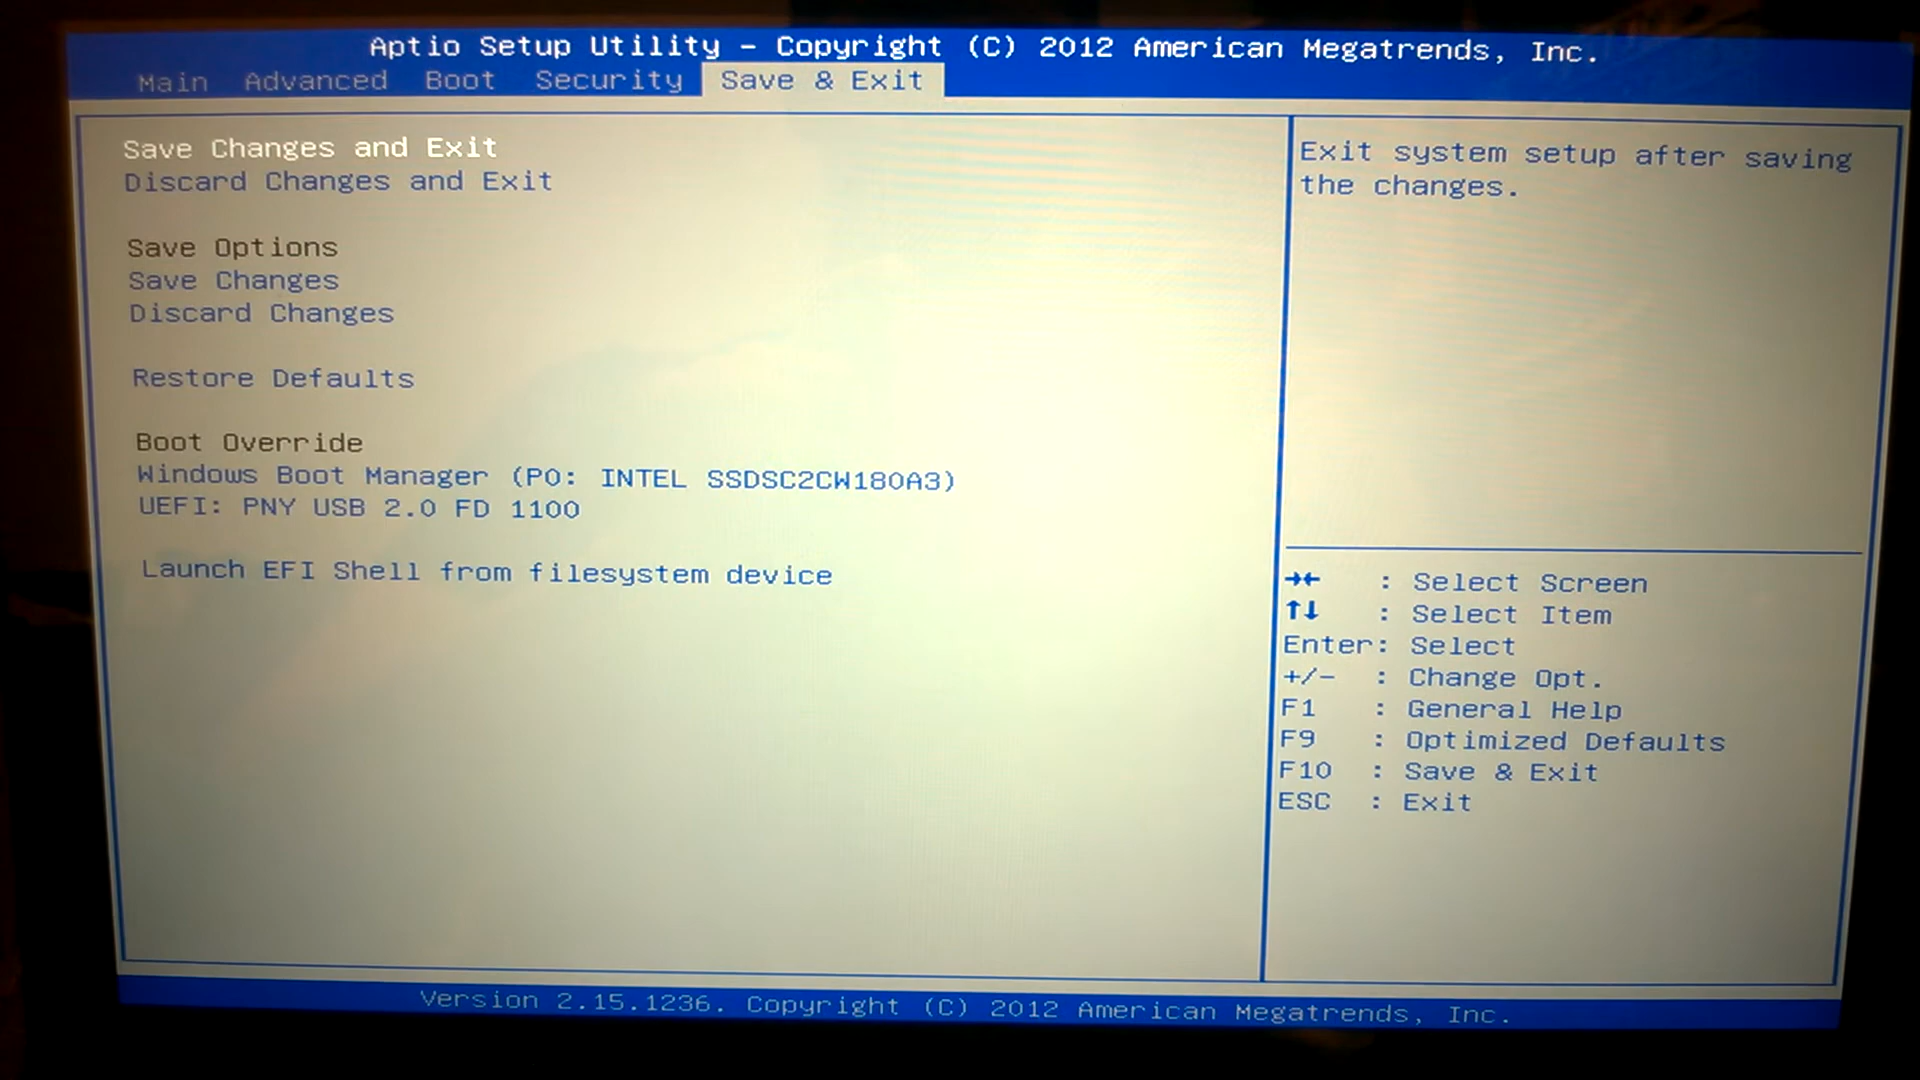 Aptio Setup Utility – Copyright (C) 2012 American Megatrends, Inc.
Main Advanced Boot Security Save & Exit
Save Changes and Exit
Discard Changes and Exit
Save Options
Save Changes
Discard Changes
Restore Defaults
Boot Override
Windows Boot Manager (P0: INTEL SSDSC2CW180A3)
UEFI: PNY USB 2.0 FD 1100
Launch EFI Shell from filesystem device
Exit system setup after saving
the changes.
→← : Select Screen
↑↓ : Select Item
Enter: Select
+/- : Change Opt.
F1 : General Help
F9 : Optimized Defaults
F10 : Save & Exit
ESC : Exit
Version 2.15.1236. Copyright (C) 2012 American Megatrends, Inc.